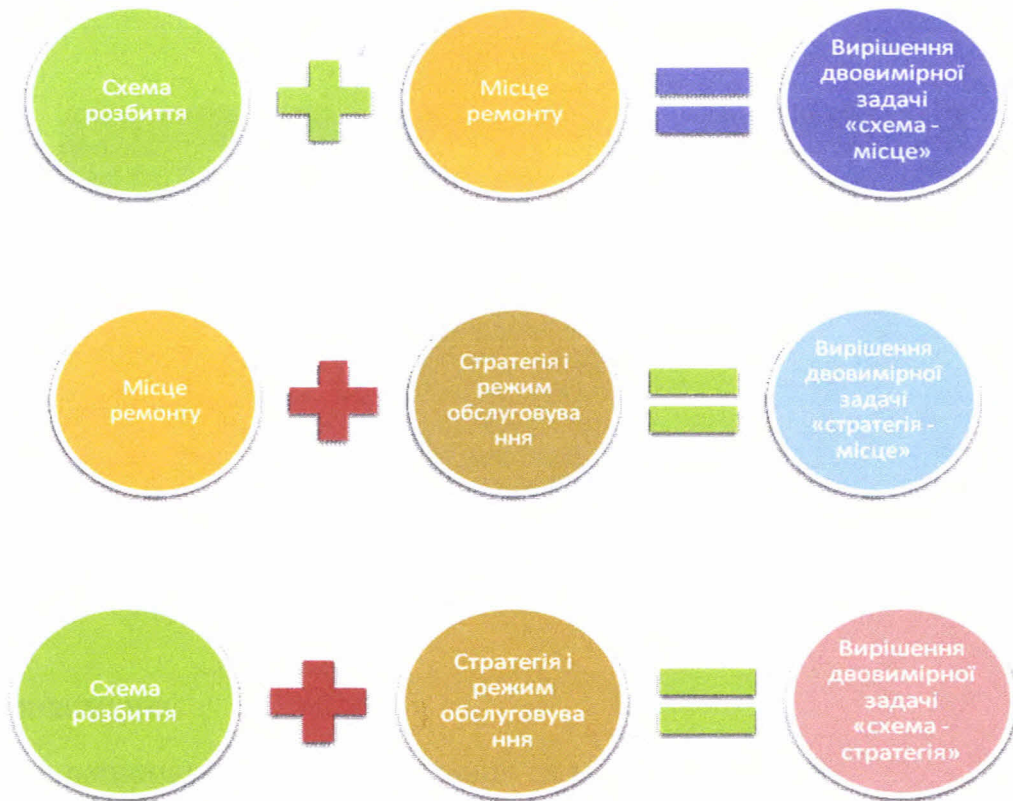 Схема
розбиття
Місце
ремонту
Вирішення
двовимірної
задачі
«схема -
місце»
Місце
ремонту
Стратегія і
режим
обслуговува
ння
Вирішення
двовимірної
задачі
«стратегія -
місце»
Схема
розбиття
Стратегія і
режим
обслуговува
ння
Вирішення
двовимірної
задачі
«схема -
стратегія»